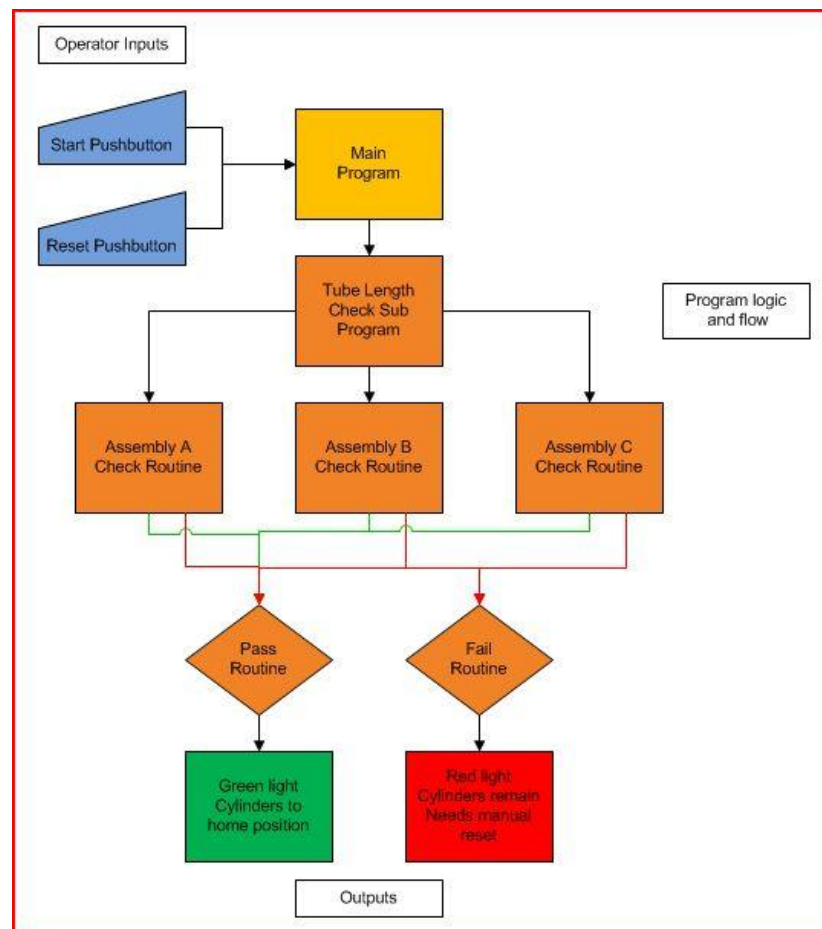 Operator Inputs
Start Pushbutton
Main
Program
Reset Pushbutton
Tube Length
Check Sub
Program
Program logic
and flow
Assembly A
Check Routine
Assembly B
Check Routine
Assembly C
Check Routine
Pass
Routine
Fail
Routine
Green light
Cylinders to
home position
Red light
Cylinders remain
Needs manual
reset
Outputs